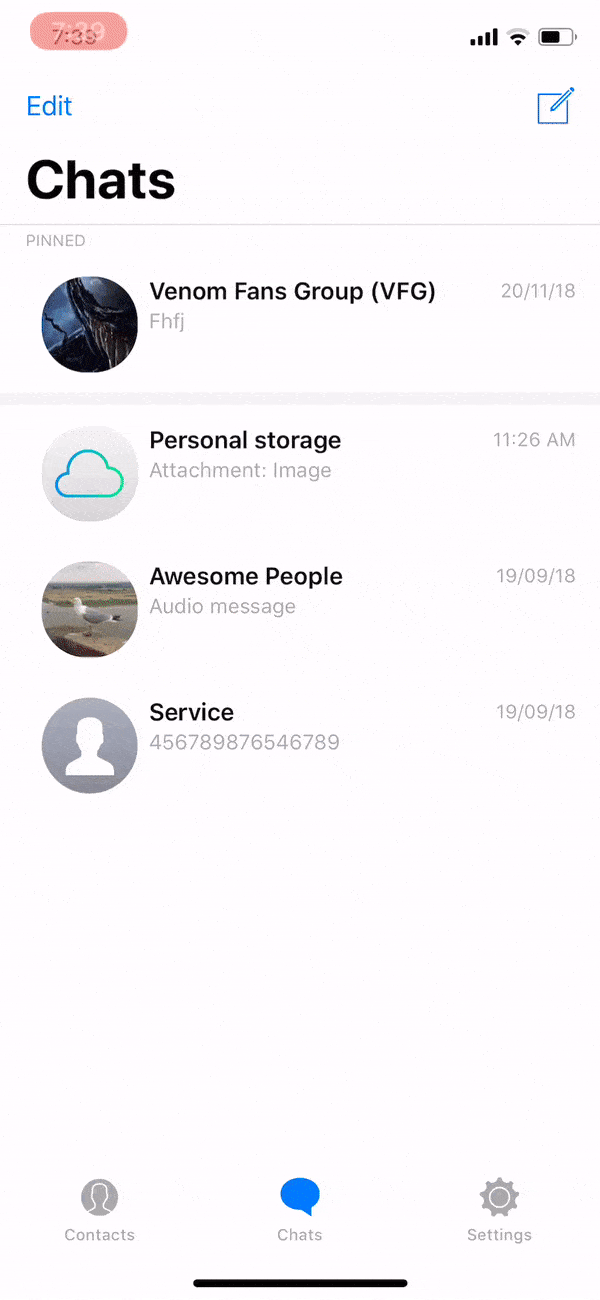 7:39
Edit
Chats
PINNED
Venom Fans Group (VFG) 20/11/18
Fhfj
Personal storage 11:26 AM
Attachment: Image
Awesome People 19/09/18
Audio message
Service 19/09/18
456789876546789
Contacts Chats Settings